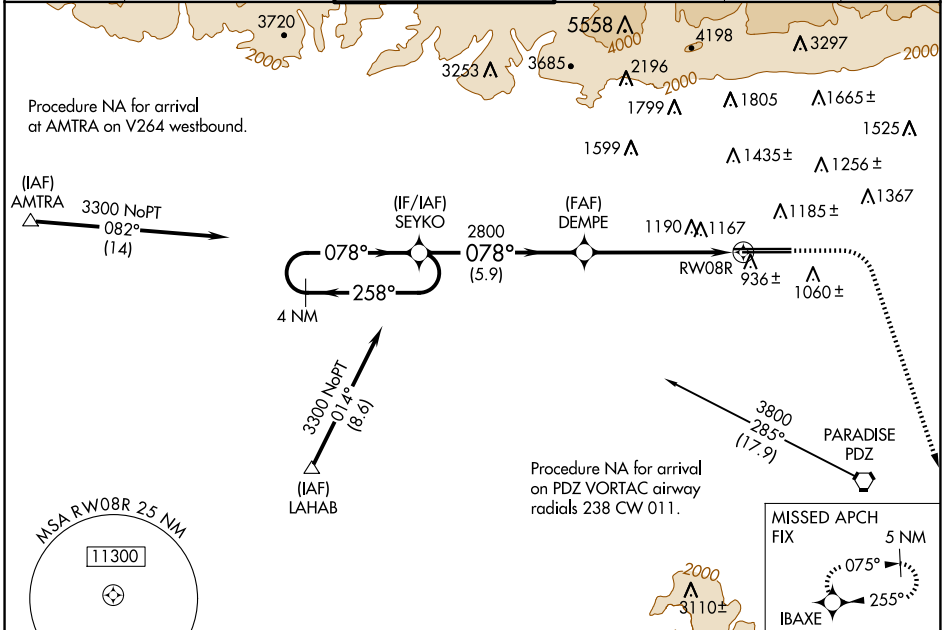 3720
2000
5558
4000
4198
3297
2000
3253
3685
2196
2000
1799
1805
1665±
1525
Procedure NA for arrival
at AMTRA on V264 westbound.
1599
1435±
1256±
(IAF)
AMTRA
3300 NoPT
082°
(14)
(IF/IAF)
SEYKO
2800
078°
(5.9)
(FAF)
DEMPE
1367
1185±
1190
1167
RW08R
936±
1060±
078°
258°
4 NM
3300 NoPT
014°
(8.6)
(IAF)
LAHAB
3800
285°
(17.9)
PARADISE
PDZ
Procedure NA for arrival
on PDZ VORTAC airway
radials 238 CW 011.
MSA RW08R 25 NM
11300
2000
3110±
MISSED APCH
FIX
5 NM
075°
255°
IBAXE